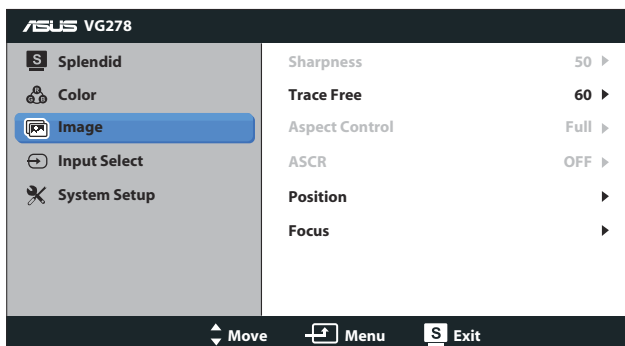 ASUS VG278
S Splendid
R G B Color
Image
Input Select
System Setup
Sharpness 50
Trace Free 60
Aspect Control Full
ASCR OFF
Position
Focus
Move Menu S Exit